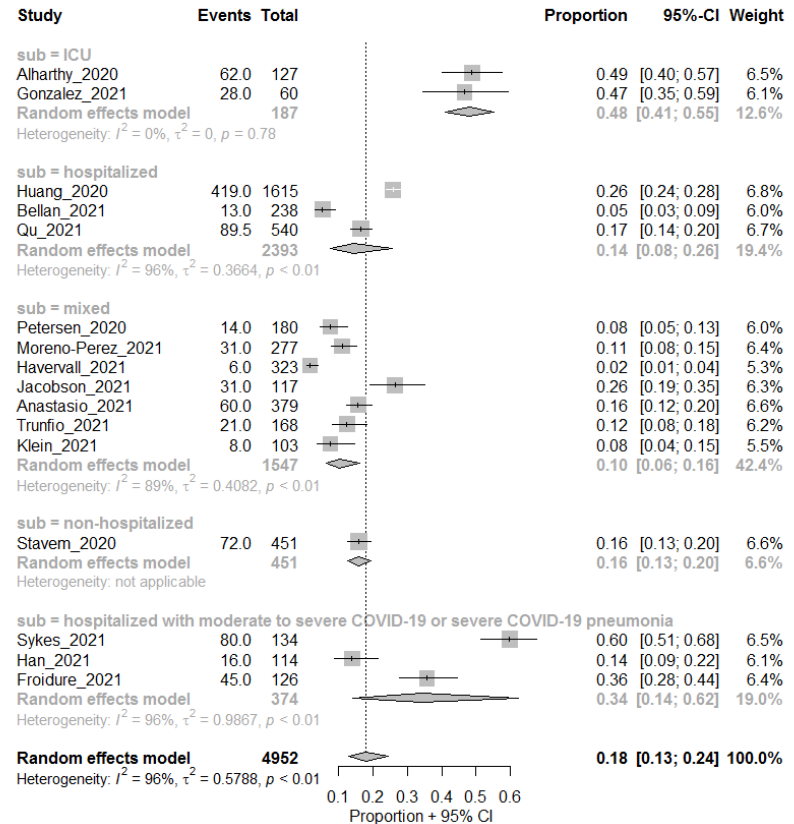 Study Events Total Proportion 95%-CI Weight
sub = ICU
Alharthy_2020 62.0 127 0.49 [0.40; 0.57] 6.5%
Gonzalez_2021 28.0 60 0.47 [0.35; 0.59] 6.1%
Random effects model 187 0.48 [0.41; 0.55] 12.6%
Heterogeneity: I² = 0%, τ² = 0, p = 0.78
sub = hospitalized
Huang_2020 419.0 1615 0.26 [0.24; 0.28] 6.8%
Bellan_2021 13.0 238 0.05 [0.03; 0.09] 6.0%
Qu_2021 89.5 540 0.17 [0.14; 0.20] 6.7%
Random effects model 2393 0.14 [0.08; 0.26] 19.4%
Heterogeneity: I² = 96%, τ² = 0.3664, p < 0.01
sub = mixed
Petersen_2020 14.0 180 0.08 [0.05; 0.13] 6.0%
Moreno-Perez_2021 31.0 277 0.11 [0.08; 0.15] 6.4%
Havervall_2021 6.0 323 0.02 [0.01; 0.04] 5.3%
Jacobson_2021 31.0 117 0.26 [0.19; 0.35] 6.3%
Anastasio_2021 60.0 379 0.16 [0.12; 0.20] 6.6%
Trunfio_2021 21.0 168 0.12 [0.08; 0.18] 6.2%
Klein_2021 8.0 103 0.08 [0.04; 0.15] 5.5%
Random effects model 1547 0.10 [0.06; 0.16] 42.4%
Heterogeneity: I² = 89%, τ² = 0.4082, p < 0.01
sub = non-hospitalized
Stavem_2020 72.0 451 0.16 [0.13; 0.20] 6.6%
Random effects model 451 0.16 [0.13; 0.20] 6.6%
Heterogeneity: not applicable
sub = hospitalized with moderate to severe COVID-19 or severe COVID-19 pneumonia
Sykes_2021 80.0 134 0.60 [0.51; 0.68] 6.5%
Han_2021 16.0 114 0.14 [0.09; 0.22] 6.1%
Froidure_2021 45.0 126 0.36 [0.28; 0.44] 6.4%
Random effects model 374 0.34 [0.14; 0.62] 19.0%
Heterogeneity: I² = 96%, τ² = 0.9867, p < 0.01
Random effects model 4952 0.18 [0.13; 0.24] 100.0%
Heterogeneity: I² = 96%, τ² = 0.5788, p < 0.01
0.1 0.2 0.3 0.4 0.5 0.6
Proportion + 95% CI